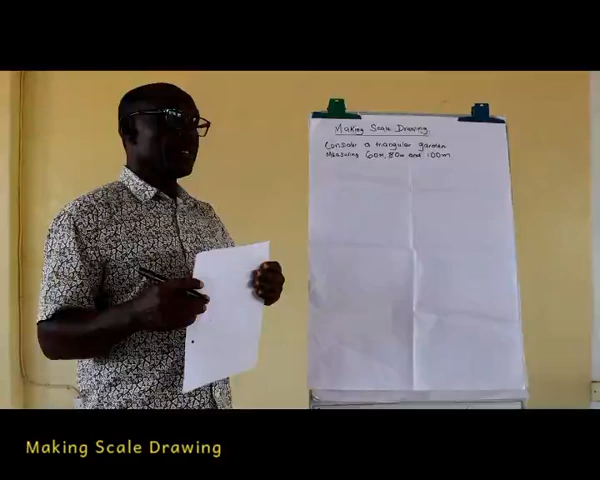 Making Scale Drawing
Consider a triangular garden
Measuring 60m, 80m and 100m
Making Scale Drawing